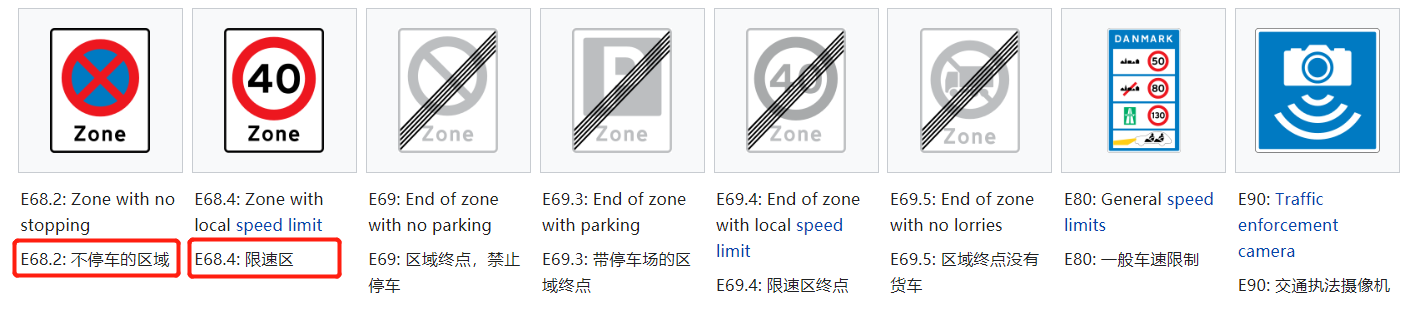 Zone
E68.2: Zone with no
stopping
E68.2: 不停车的区域
40
Zone
E68.4: Zone with
local speed limit
E68.4: 限速区
Zone
E69: End of zone
with no parking
E69: 区域终点，禁止
停车
P
Zone
E69.3: End of zone
with parking
E69.3: 带停车场的区
域终点
40
Zone
E69.4: End of zone
with local speed
limit
E69.4: 限速区终点
Zone
E69.5: End of zone
with no lorries
E69.5: 区域终点没有
货车
DANMARK
50
80
130
E80: General speed
limits
E80: 一般车速限制
E90: Traffic
enforcement
camera
E90: 交通执法摄像机